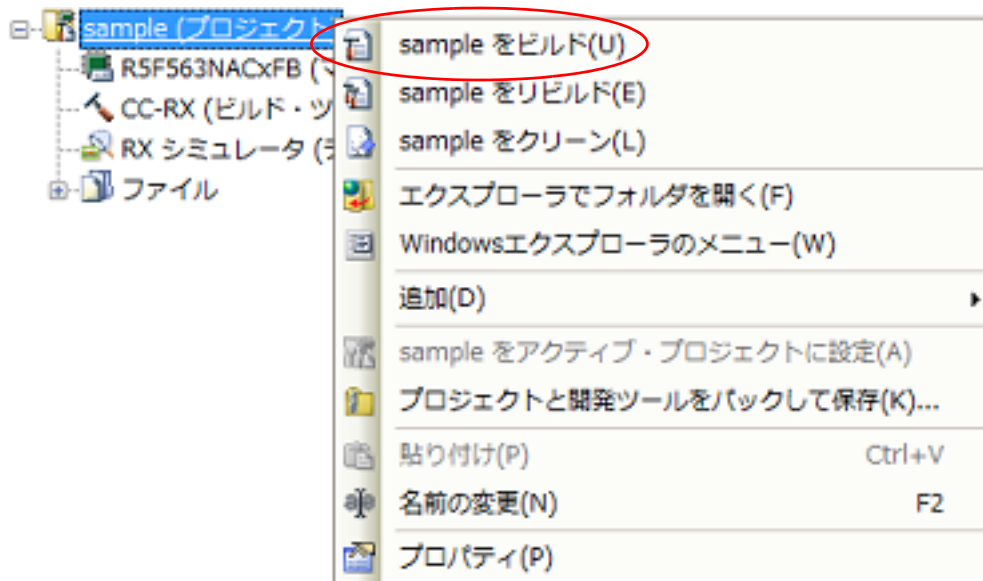 sample (プロジェクト
R5F563NACxFB (マ
CC-RX (ビルド・ツ
RX シミュレータ (デ
ファイル
sample をビルド(U)
sample をリビルド(E)
sample をクリーン(L)
エクスプローラでフォルダを開く(F)
Windowsエクスプローラのメニュー(W)
追加(D)
sample をアクティブ・プロジェクトに設定(A)
プロジェクトと開発ツールをパックして保存(K)...
貼り付け(P) Ctrl+V
名前の変更(N) F2
プロパティ(P)